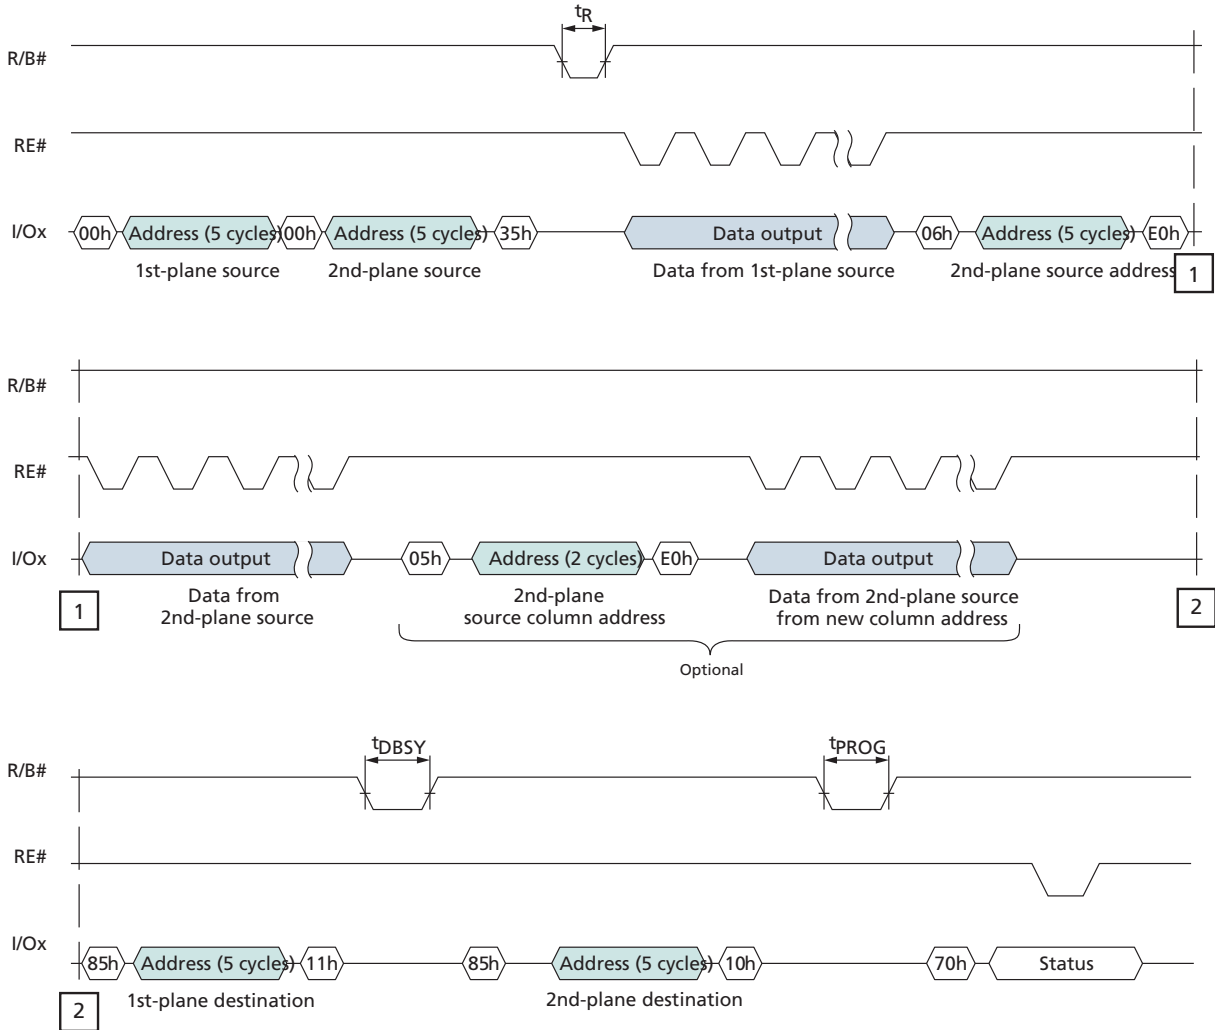 tR
R/B#
RE#
I/Ox 00h Address (5 cycles) 00h Address (5 cycles) 35h Data output 06h Address (5 cycles) E0h
1st-plane source 2nd-plane source Data from 1st-plane source 2nd-plane source address 1
R/B#
RE#
I/Ox Data output 05h Address (2 cycles) E0h Data output
1 Data from 2nd-plane Data from 2nd-plane source 2
2nd-plane source source column address from new column address
Optional
tDBSY tPROG
R/B#
RE#
I/Ox
85h Address (5 cycles) 11h 85h Address (5 cycles) 10h 70h Status
1st-plane destination 2nd-plane destination
2